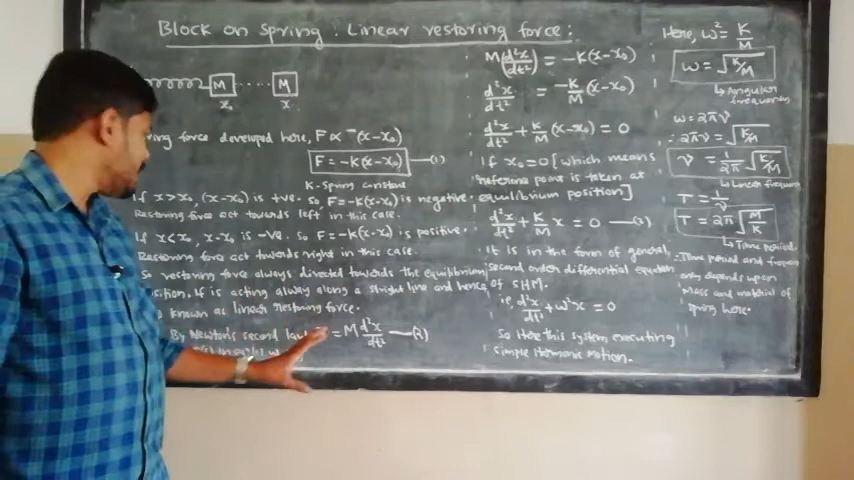 Block on spring : Linear restoring force :
M M
x₀ x
ring force developed here, F ∝ -(x-x₀)
F = -K(x-x₀) —(1)
K-spring constant
If x > x₀, (x-x₀) is +ve. so F = -K(x-x₀) is negative.
Restoring force act towards left in this case.
If x < x₀, x-x₀ is -ve. so F = -K(x-x₀) is positive.
Restoring force act towards right in this case.
So restoring force always directed towards the equilibrium
position. If is acting always along a stright line and hence
known as linear restoring force.
By Newtons second law = M d²x/dt² —(2)
M(d²x/dt²) = -K(x-x₀)
d²x/dt² = -K/M (x-x₀)
d²x/dt² + K/M (x-x₀) = 0
If x₀ = 0 [which means
reference point is taken at
equilibrium position]
d²x/dt² + K/M x = 0 —(3)
It is in the form of general
second order differential equation
of SHM.
i.e, d²x/dt² + ω²x = 0
So Here this system executing
simple Harmonic motion.
Here, ω² = K/M
ω = √K/M
↳ Angular
frequency
ω = 2πν
∴ 2πν = √K/M
ν = 1/2π √K/M
↳ Linear frequency
T = 1/ν
T = 2π √M/K
↳ Time period.
∴ Time period and frequency
only depends upon
mass and material of
spring here.